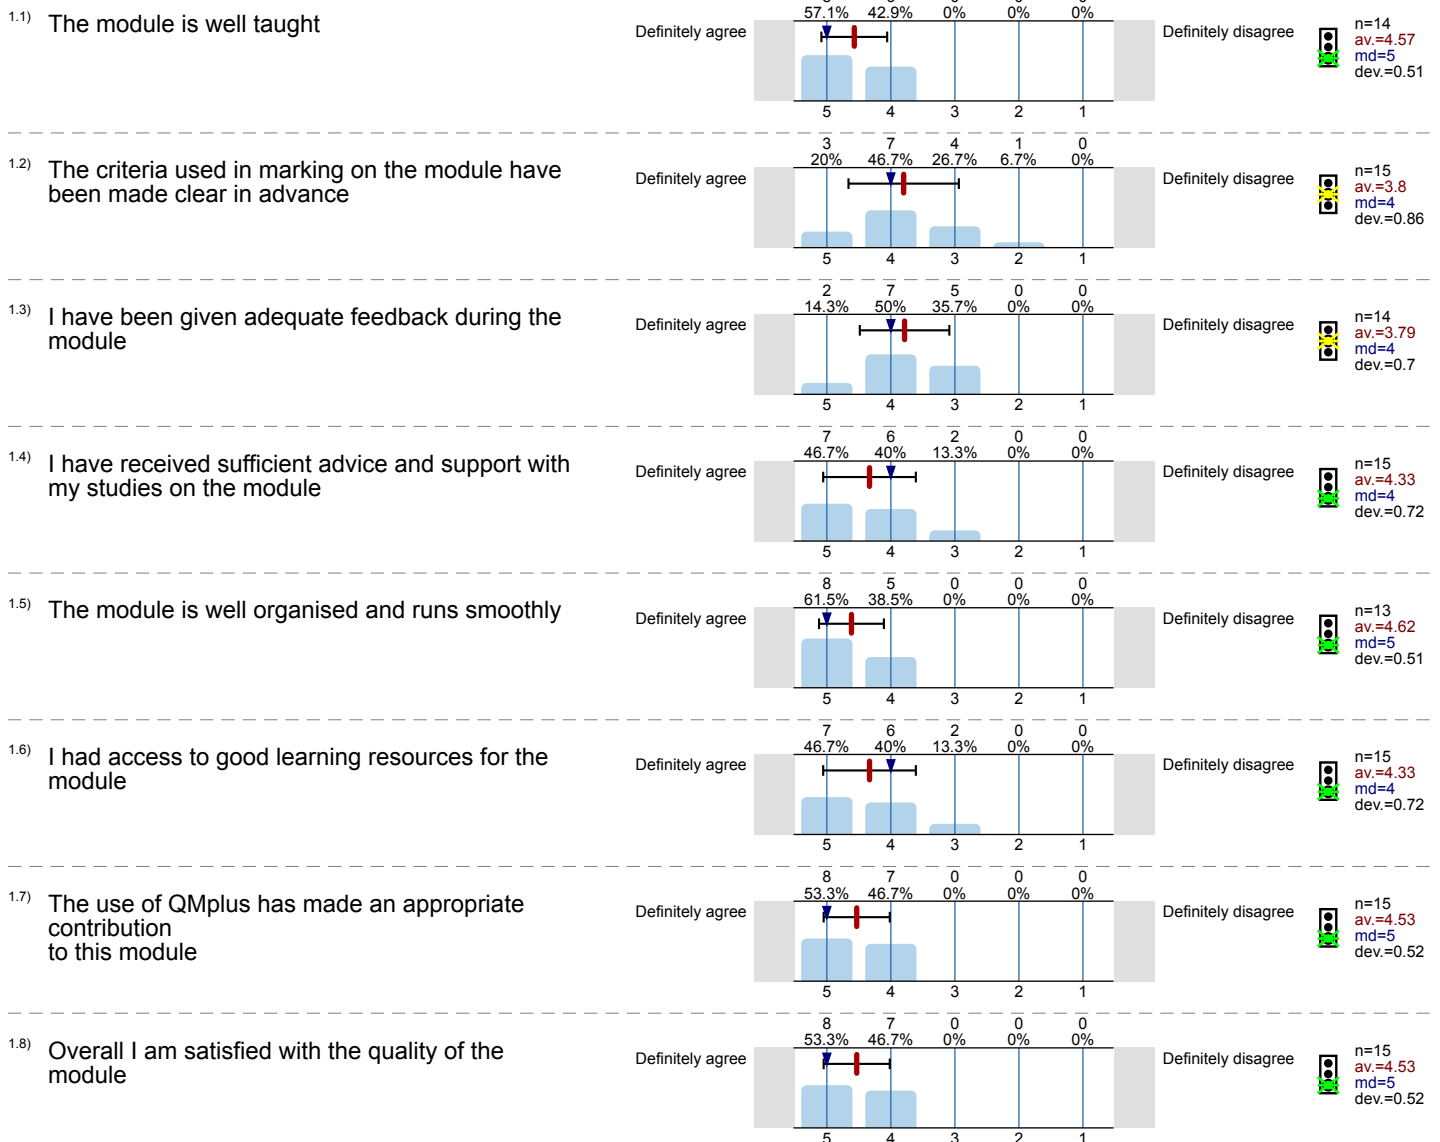 1.1) The module is well taught
57.1% 42.9% 0% 0% 0%
Definitely agree Definitely disagree
n=14
av.=4.57
md=5
dev.=0.51
5 4 3 2 1
1.2) The criteria used in marking on the module have
been made clear in advance
3 7 4 1 0
20% 46.7% 26.7% 6.7% 0%
Definitely agree Definitely disagree
n=15
av.=3.8
md=4
dev.=0.86
5 4 3 2 1
1.3) I have been given adequate feedback during the
module
2 7 5 0 0
14.3% 50% 35.7% 0% 0%
Definitely agree Definitely disagree
n=14
av.=3.79
md=4
dev.=0.7
5 4 3 2 1
1.4) I have received sufficient advice and support with
my studies on the module
7 6 2 0 0
46.7% 40% 13.3% 0% 0%
Definitely agree Definitely disagree
n=15
av.=4.33
md=4
dev.=0.72
5 4 3 2 1
1.5) The module is well organised and runs smoothly
8 5 0 0 0
61.5% 38.5% 0% 0% 0%
Definitely agree Definitely disagree
n=13
av.=4.62
md=5
dev.=0.51
5 4 3 2 1
1.6) I had access to good learning resources for the
module
7 6 2 0 0
46.7% 40% 13.3% 0% 0%
Definitely agree Definitely disagree
n=15
av.=4.33
md=4
dev.=0.72
5 4 3 2 1
1.7) The use of QMplus has made an appropriate
contribution
to this module
8 7 0 0 0
53.3% 46.7% 0% 0% 0%
Definitely agree Definitely disagree
n=15
av.=4.53
md=5
dev.=0.52
5 4 3 2 1
1.8) Overall I am satisfied with the quality of the
module
8 7 0 0 0
53.3% 46.7% 0% 0% 0%
Definitely agree Definitely disagree
n=15
av.=4.53
md=5
dev.=0.52
5 4 3 2 1